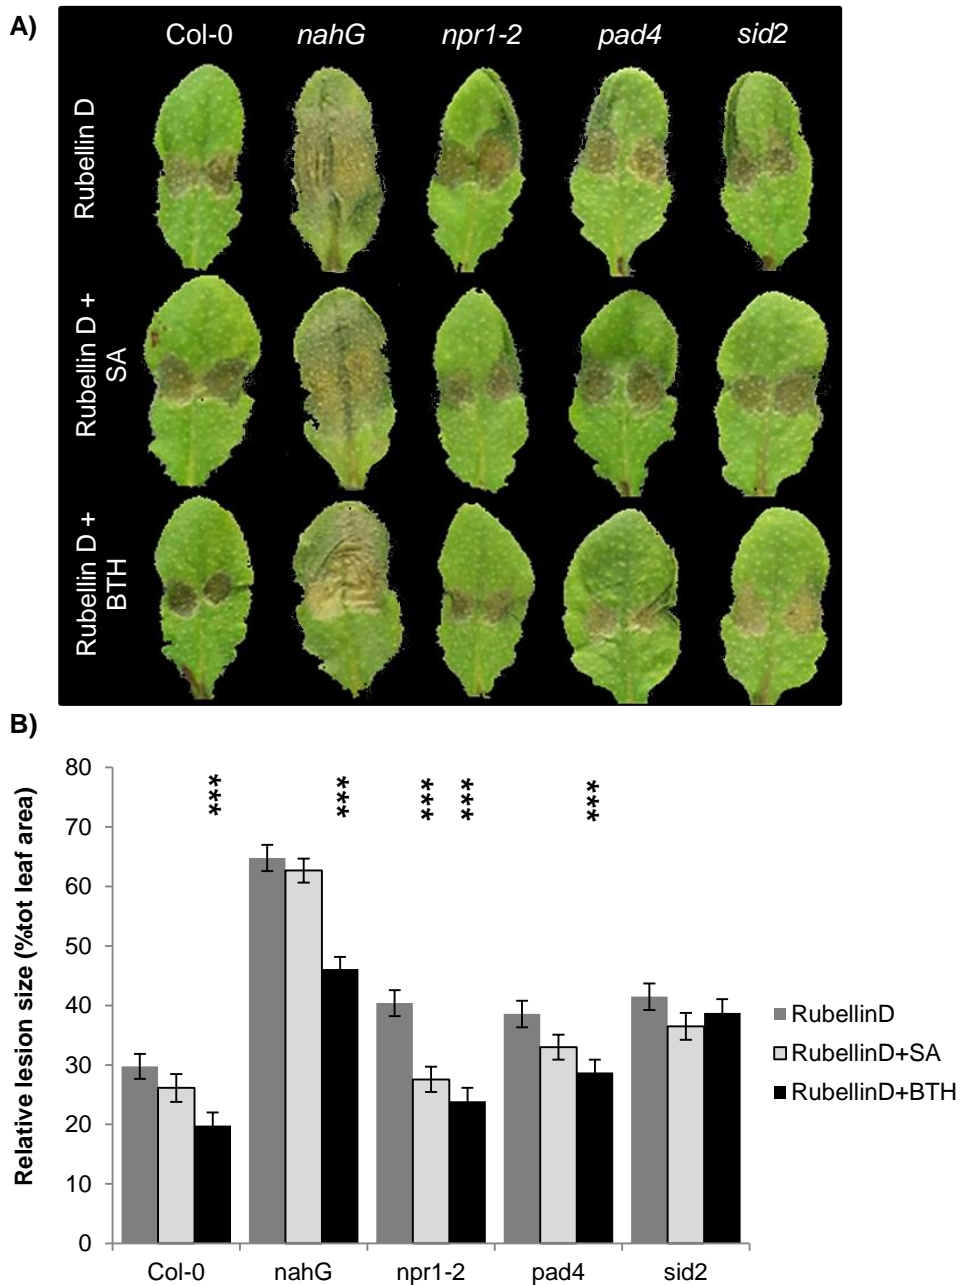 A)
Col-0 nahG npr1-2 pad4 sid2
Rubellin D
Rubellin D +
SA
Rubellin D +
BTH
B)
Relative lesion size (%tot leaf area)
80
70
60
50
40
30
20
10
0
*** *** *** *** ***
Col-0 nahG npr1-2 pad4 sid2
RubellinD
RubellinD+SA
RubellinD+BTH